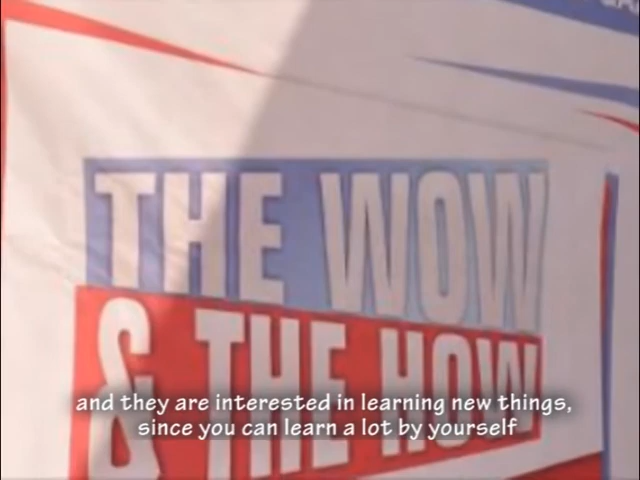 THE WOW
& THE HOW
and they are interested in learning new things,
since you can learn a lot by yourself